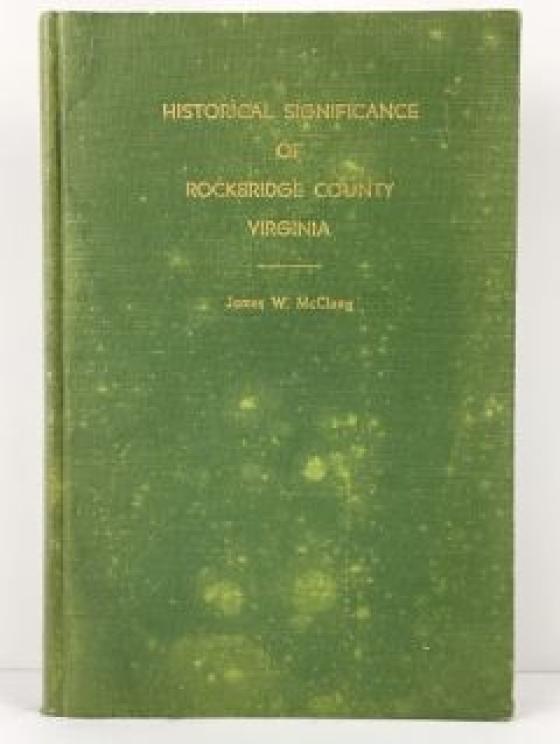 HISTORICAL SIGNIFICANCE
OF
ROCKBRIDGE COUNTY
VIRGINIA
James W. McClung